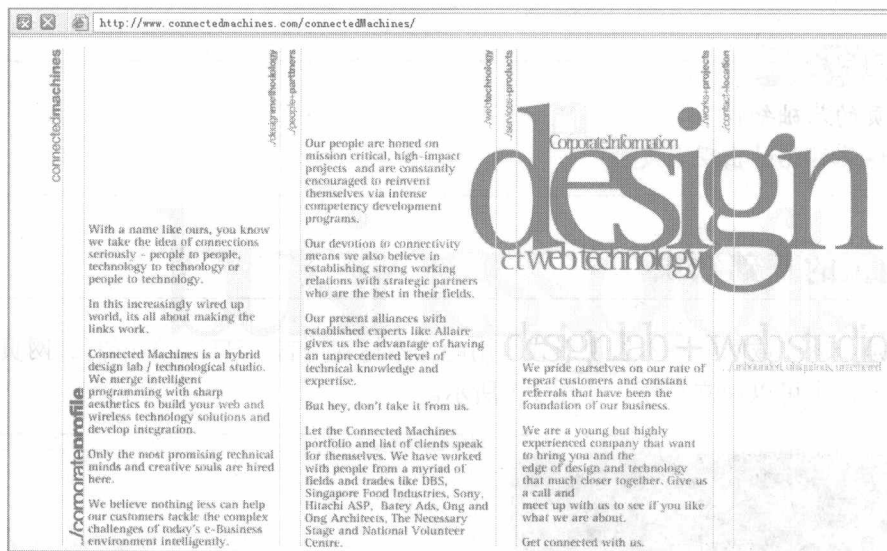 http://www.connectedmachines.com/connectedMachines/
connectedmachines
./designmethodology
./people+parttners
./webtechnology
./services+products
./works+projects
./contact+location
Corporate Information
design
& web technology
design.lab + web.studio
../unbounded, ubiquitous, untethered
./corporateprofile
With a name like ours, you know
we take the idea of connections
seriously - people to people,
technology to technology or
people to technology.
In this increasingly wired up
world, its all about making the
links work.
Connected Machines is a hybrid
design lab / technological studio.
We merge intelligent
programming with sharp
aesthetics to build your web and
wireless technology solutions and
develop integration.
Only the most promising technical
minds and creative souls are hired
here.
We believe nothing less can help
our customers tackle the complex
challenges of today's e-Business
environment intelligently.
Our people are honed on
mission critical, high-impact
projects and are constantly
encouraged to reinvent
themselves via intense
competency development
programs.
Our devotion to connectivity
means we also believe in
establishing strong working
relations with strategic partners
who are the best in their fields.
Our present alliances with
established experts like Allaire
gives us the advantage of having
an unprecedented level of
technical knowledge and
expertise.
But hey, don't take it from us.
Let the Connected Machines
portfolio and list of clients speak
for themselves. We have worked
with people from a myriad of
fields and trades like DBS,
Singapore Food Industries, Sony,
Hitachi ASP, Batey Ads, Ong and
Ong Architects, The Necessary
Stage and National Volunteer
Centre.
We pride ourselves on our rate of
repeat customers and constant
referrals that have been the
foundation of our business.
We are a young but highly
experienced company that want
to bring you and the
edge of design and technology
that much closer together. Give us
a call and
meet up with us to see if you like
what we are about.
Get connected with us.